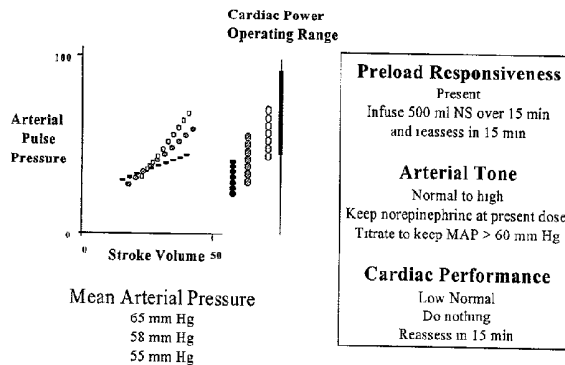 Cardiac Power
Operating Range
100
Arterial
Pulse
Pressure
0
0
Stroke Volume
50
Mean Arterial Pressure
65 mm Hg
58 mm Hg
55 mm Hg
Preload Responsiveness
Present
Infuse 500 ml NS over 15 min
and reassess in 15 min
Arterial Tone
Normal to high
Keep norepinephrine at present dose
Titrate to keep MAP > 60 mm Hg
Cardiac Performance
Low Normal
Do nothing
Reassess in 15 min